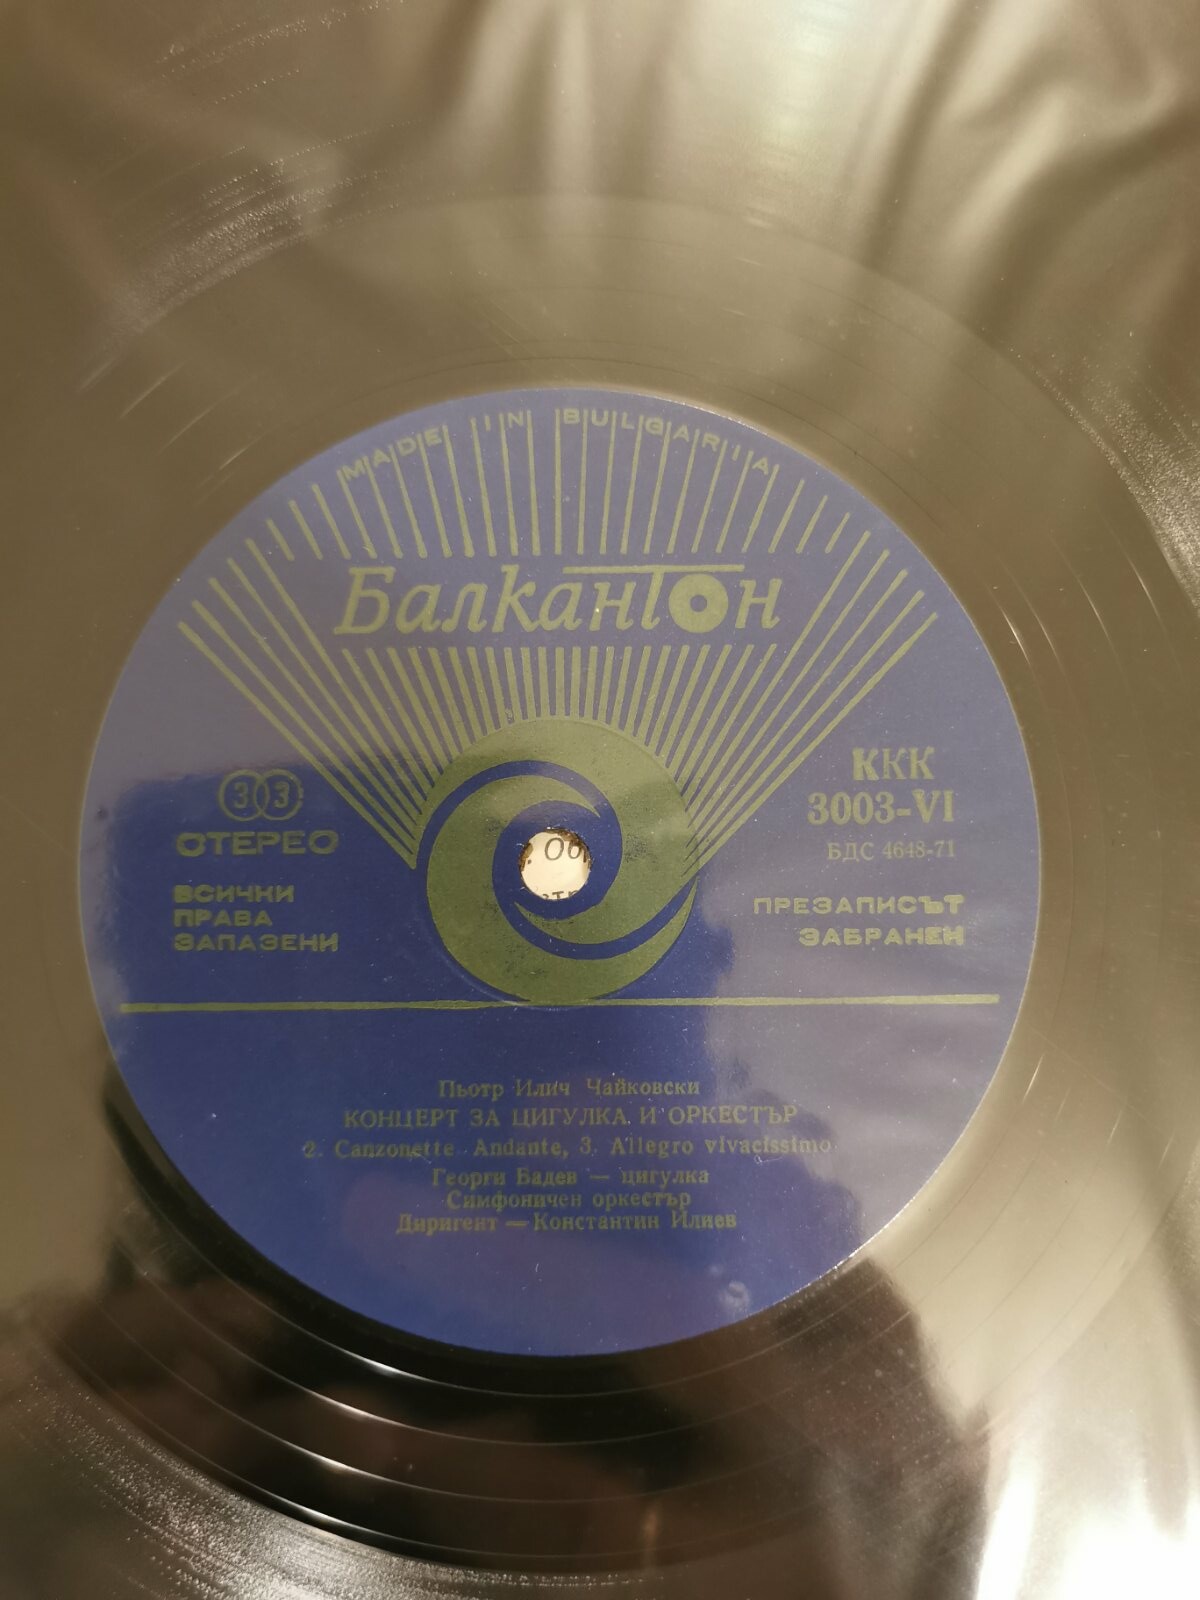 MADE IN BULGARIA
Балкантон
33
СТЕРЕО
ВСИЧКИ
ПРАВА
ЗАПАЗЕНИ
ККК
3003-VI
БДС 4648-71
ПРЕЗАПИСЪТ
ЗАБРАНЕН
Пьотр Илич Чайковски
КОНЦЕРТ ЗА ЦИГУЛКА И ОРКЕСТЪР
2. Canzonette Andante, 3. Allegro vivacissimo
Георги Бадев — цигулка
Симфоничен оркестър
Диригент — Константин Илиев